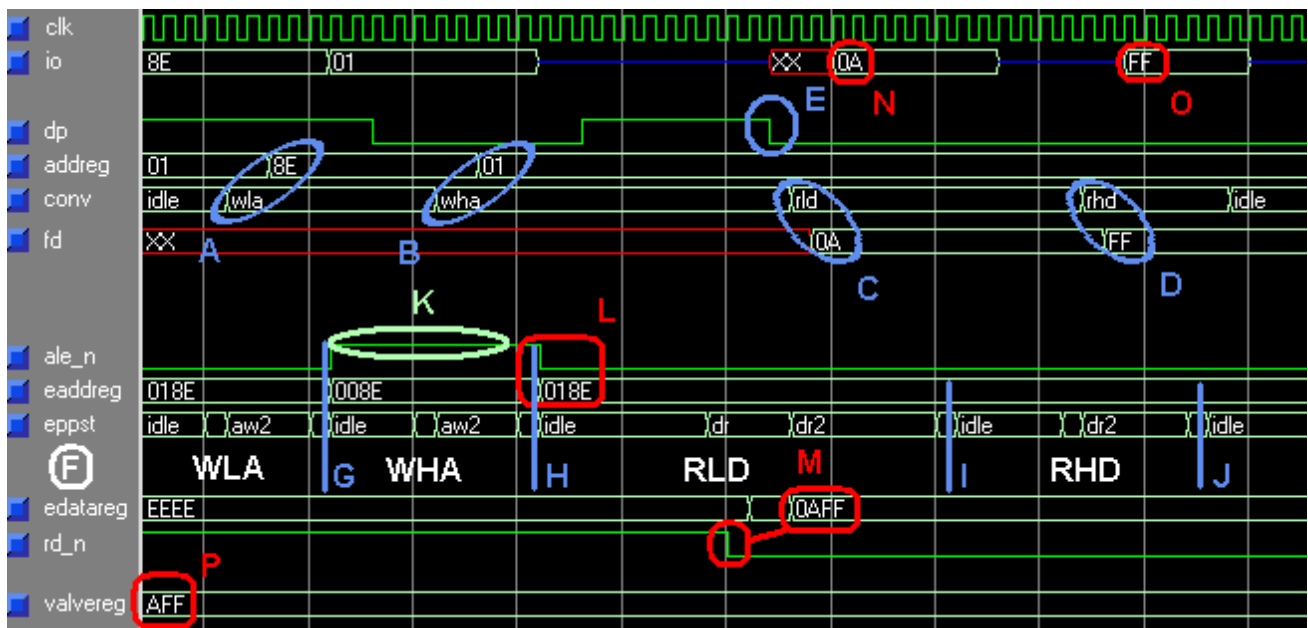 clk
io 8E 01 XX 0A FF
N O
E
dp
addreg 01 8E 01
conv idle wla wha rld rhd idle
fd XX 0A FF
A B C D
K L
ale_n
eaddreg 018E 008E 018E
eppst idle aw2 idle aw2 idle dr dr2 idle dr2 idle
F WLA G WHA H RLD M I RHD J
edatareg EEEE 0AFF
rd_n
P
valvereg AFF